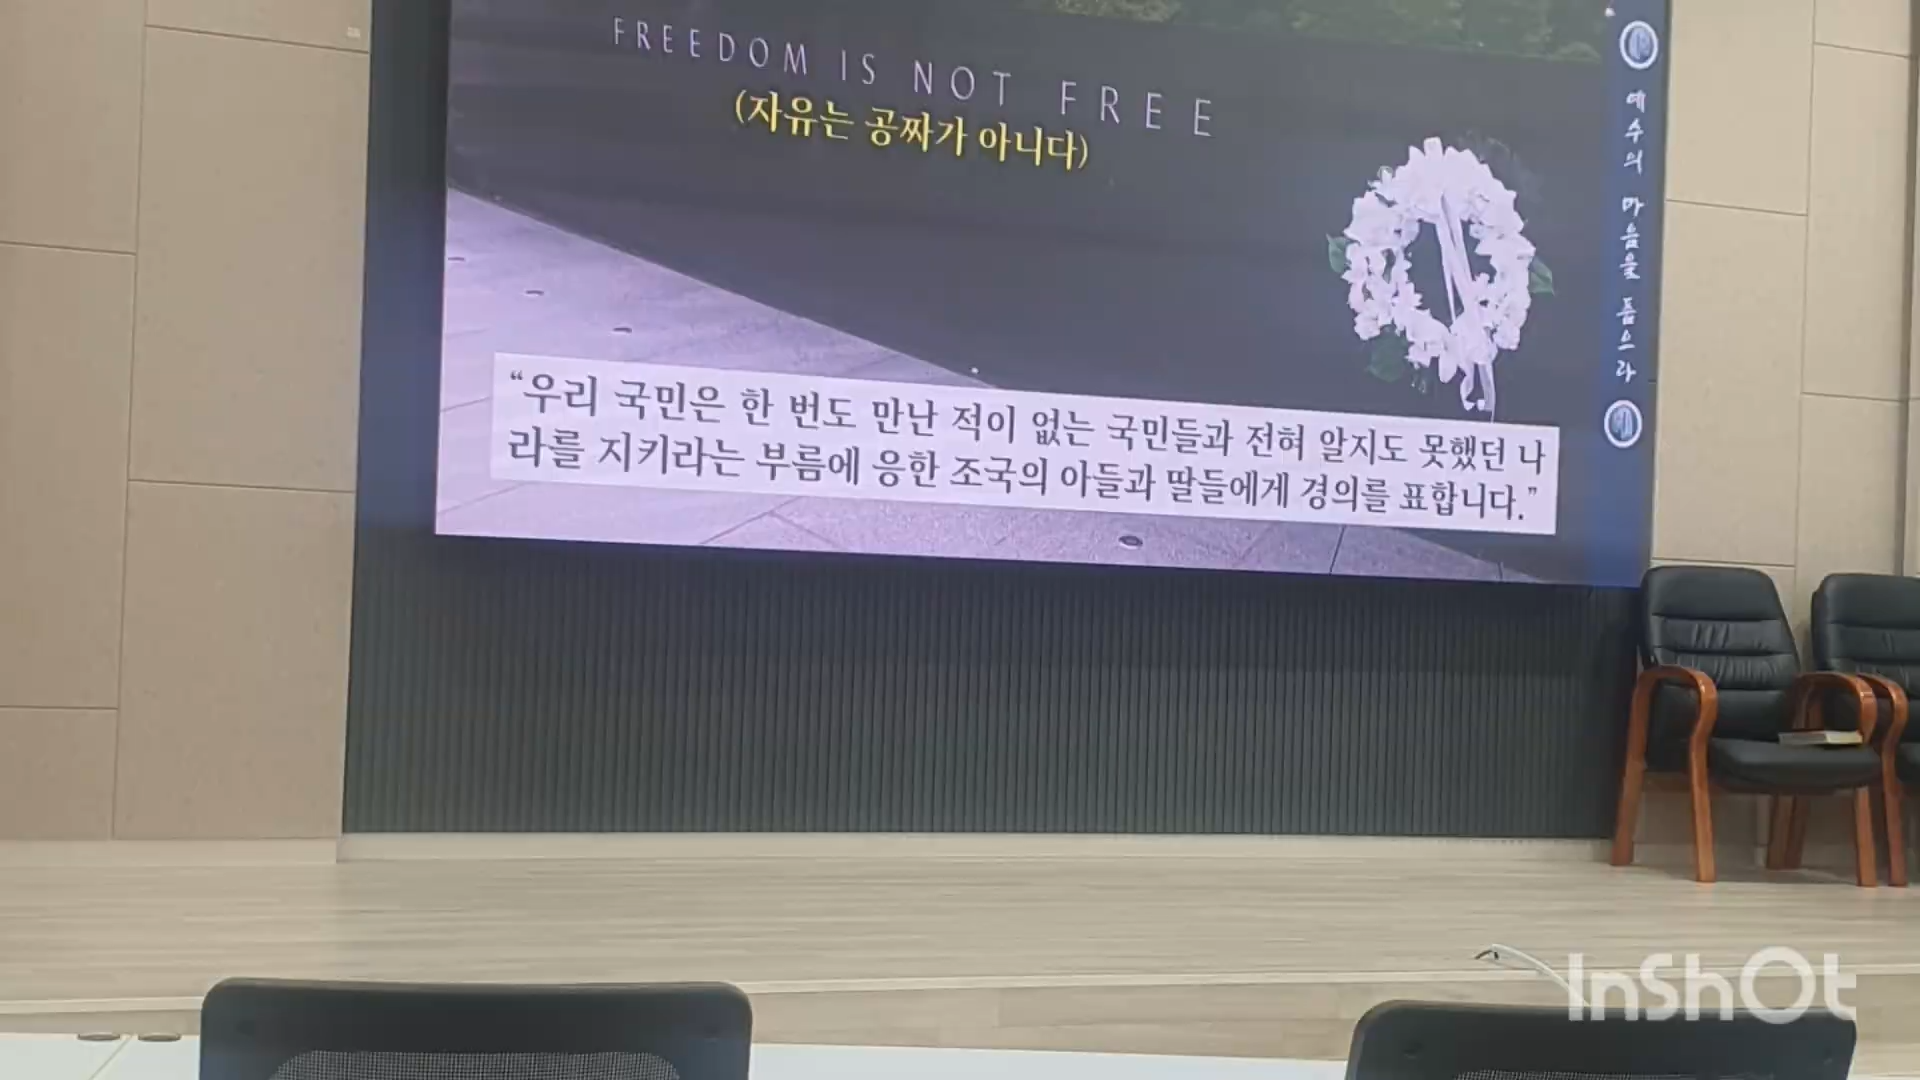 FREEDOM IS NOT FREE
(자유는 공짜가 아니다)
“우리 국민은 한 번도 만난 적이 없는 국민들과 전혀 알지도 못했던 나
라를 지키라는 부름에 응한 조국의 아들과 딸들에게 경의를 표합니다.”
예수의 마음을 품으라
InShOt